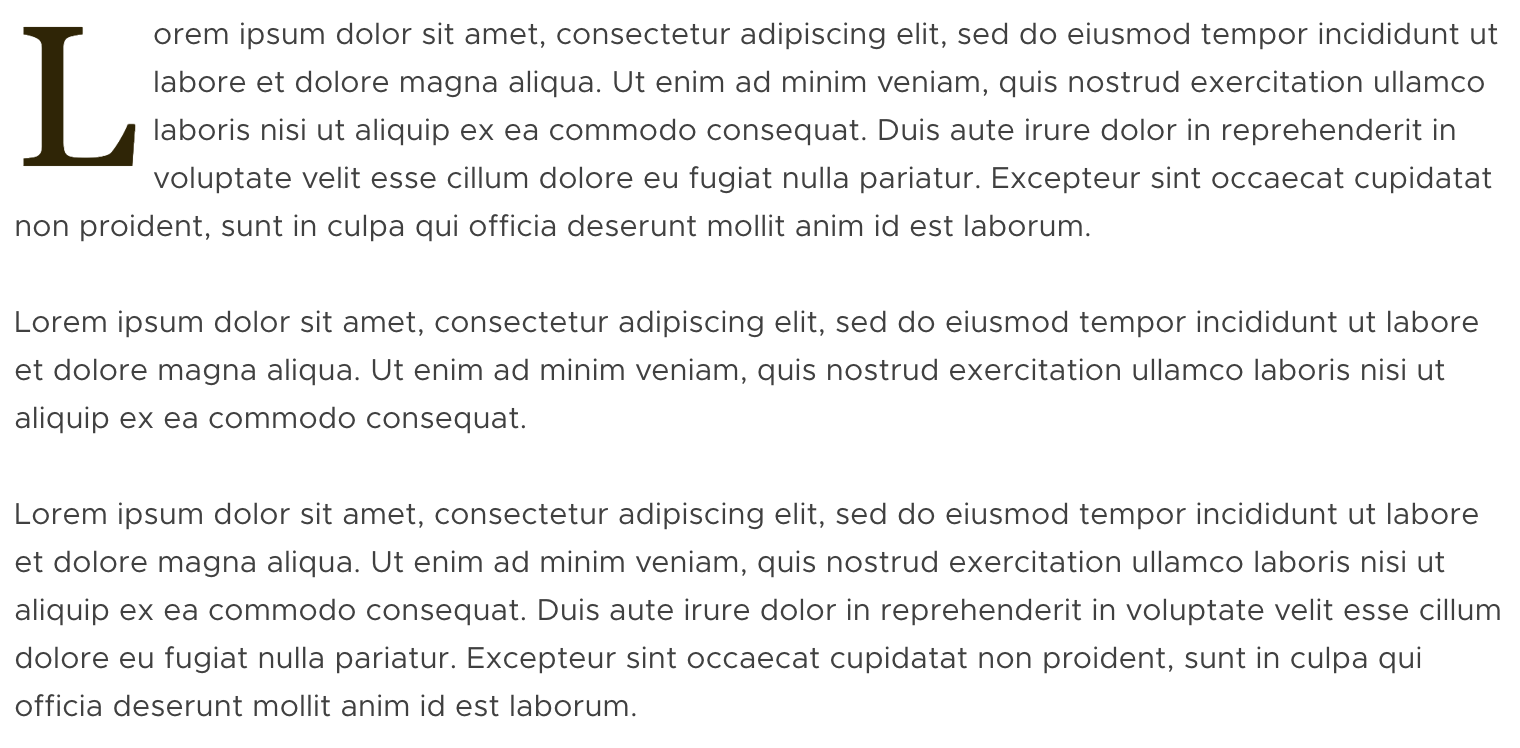 Lorem ipsum dolor sit amet, consectetur adipiscing elit, sed do eiusmod tempor incididunt ut
labore et dolore magna aliqua. Ut enim ad minim veniam, quis nostrud exercitation ullamco
laboris nisi ut aliquip ex ea commodo consequat. Duis aute irure dolor in reprehenderit in
voluptate velit esse cillum dolore eu fugiat nulla pariatur. Excepteur sint occaecat cupidatat
non proident, sunt in culpa qui officia deserunt mollit anim id est laborum.
Lorem ipsum dolor sit amet, consectetur adipiscing elit, sed do eiusmod tempor incididunt ut labore
et dolore magna aliqua. Ut enim ad minim veniam, quis nostrud exercitation ullamco laboris nisi ut
aliquip ex ea commodo consequat.
Lorem ipsum dolor sit amet, consectetur adipiscing elit, sed do eiusmod tempor incididunt ut labore
et dolore magna aliqua. Ut enim ad minim veniam, quis nostrud exercitation ullamco laboris nisi ut
aliquip ex ea commodo consequat. Duis aute irure dolor in reprehenderit in voluptate velit esse cillum
dolore eu fugiat nulla pariatur. Excepteur sint occaecat cupidatat non proident, sunt in culpa qui
officia deserunt mollit anim id est laborum.